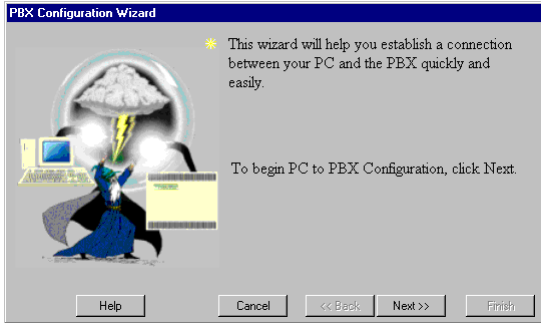 PBX Configuration Wizard
This wizard will help you establish a connection
between your PC and the PBX quickly and
easily.
To begin PC to PBX Configuration, click Next.
Help
Cancel
<< Back
Next >>
Finish